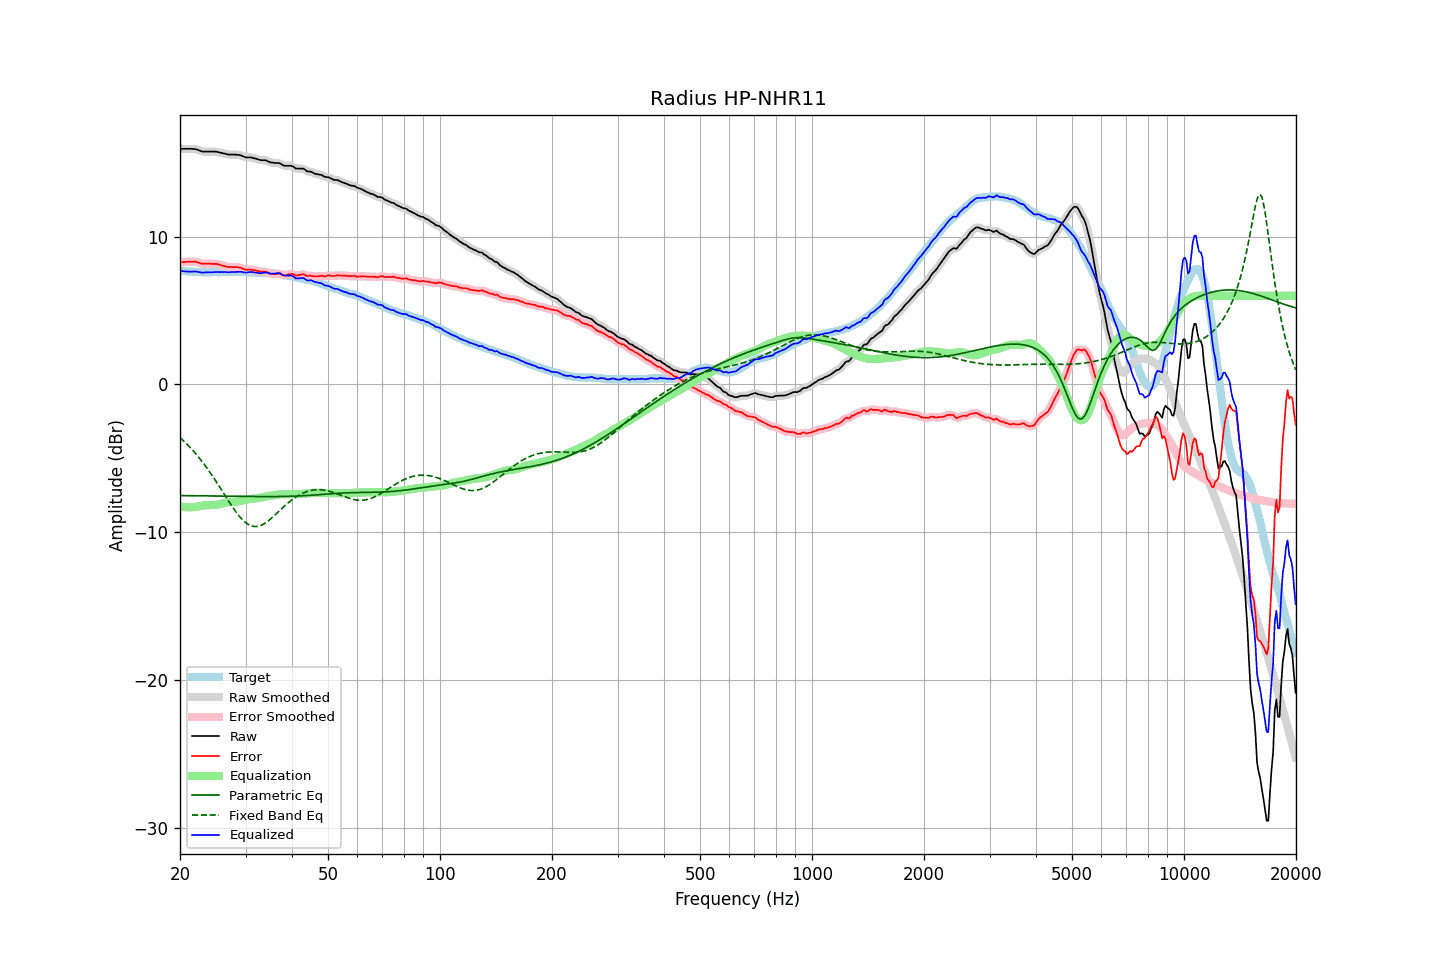 Radius HP-NHR11
Amplitude (dBr)
10
0
−10
−20
−30
Target
Raw Smoothed
Error Smoothed
Raw
Error
Equalization
Parametric Eq
Fixed Band Eq
Equalized
20 50 100 200 500 1000 2000 5000 10000 20000
Frequency (Hz)